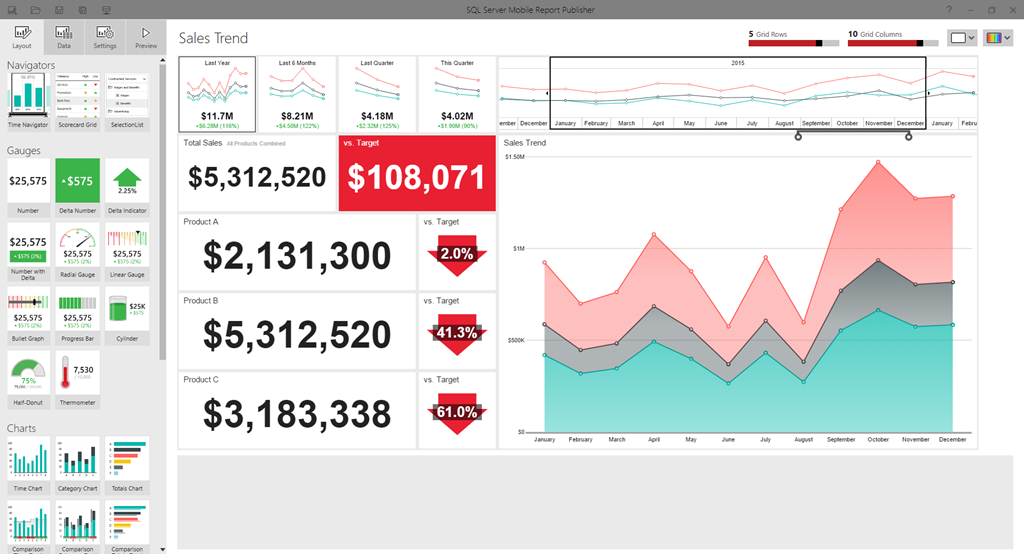 SQL Server Mobile Report Publisher
Layout
Data
Settings
Preview
Sales Trend
5 Grid Rows
10 Grid Columns
Navigators
Time Navigator
Scorecard Grid
SelectionList
Gauges
$25,575
Number
$575
Delta Number
2.25%
Delta Indicator
$25,575
+ $575 (2%)
Number with Delta
$25,575
+ $575 (2%)
Radial Gauge
$25,575
+ $575 (2%)
Linear Gauge
$25,575
+ $575 (2%)
Bullet Graph
$25,575
+ $575 (2%)
Progress Bar
$25K
+ $575
Cylinder
75%
Half-Donut
7,530
Thermometer
Charts
Time Chart
Category Chart
Totals Chart
Comparison
Comparison
Comparison
Last Year
$11.7M
+$6.28M (116%)
Last 6 Months
$8.21M
+$4.50M (122%)
Last Quarter
$4.18M
+$2.32M (125%)
This Quarter
$4.02M
+$1.90M (90%)
2015
ember December January February March April May June July August September October November December January Febru
Total Sales All Products Combined
$5,312,520
vs. Target
$108,071
Product A
$2,131,300
vs. Target
2.0%
Product B
$5,312,520
vs. Target
41.3%
Product C
$3,183,338
vs. Target
61.0%
Sales Trend
$1.50M
$1M
$500K
$0
January February March April May June July August September October November December